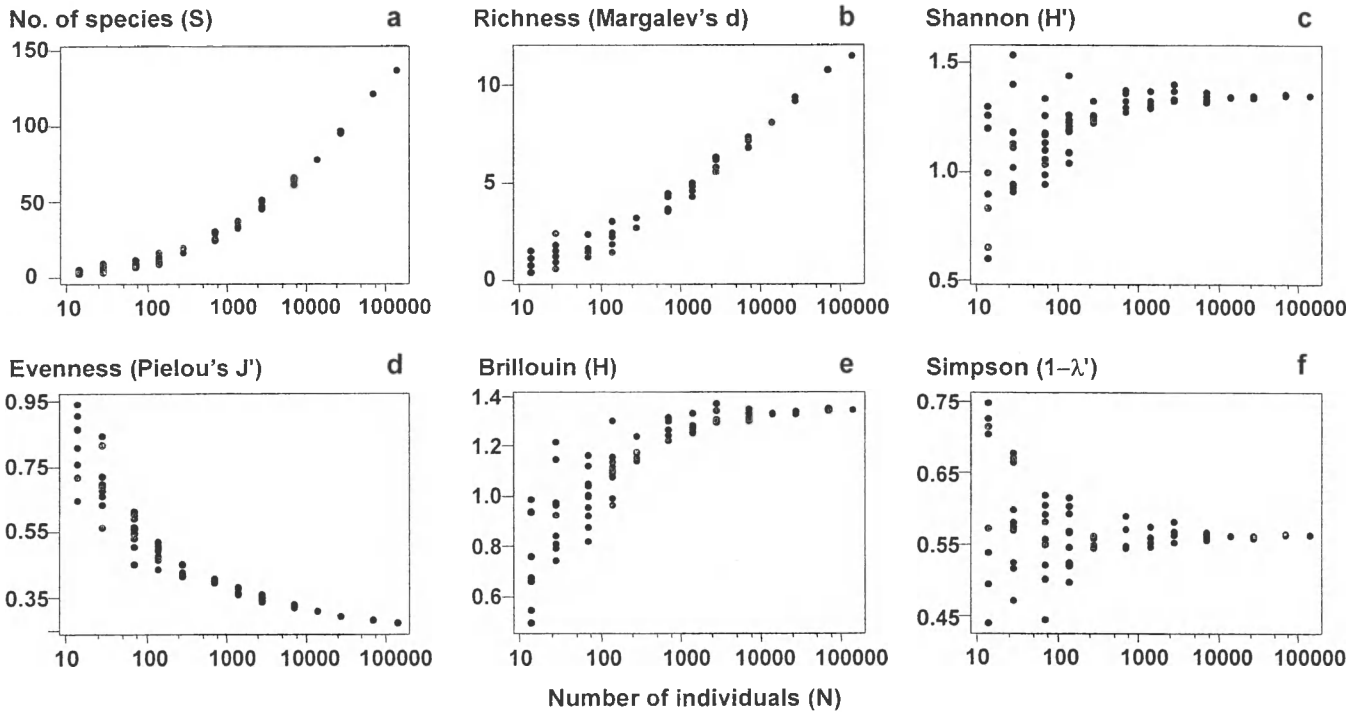 No. of species (S) a
150
100
50
0
10 100 1000 10000 100000
Richness (Margalev's d) b
10
5
0
10 100 1000 10000 100000
Shannon (H') c
1.5
1.0
0.5
10 100 1000 10000 100000
Evenness (Pielou's J') d
0.95
0.75
0.55
0.35
10 100 1000 10000 100000
Brillouin (H) e
1.4
1.2
1.0
0.8
0.6
10 100 1000 10000 100000
Simpson (1–λ') f
0.75
0.65
0.55
0.45
10 100 1000 10000 100000
Number of individuals (N)